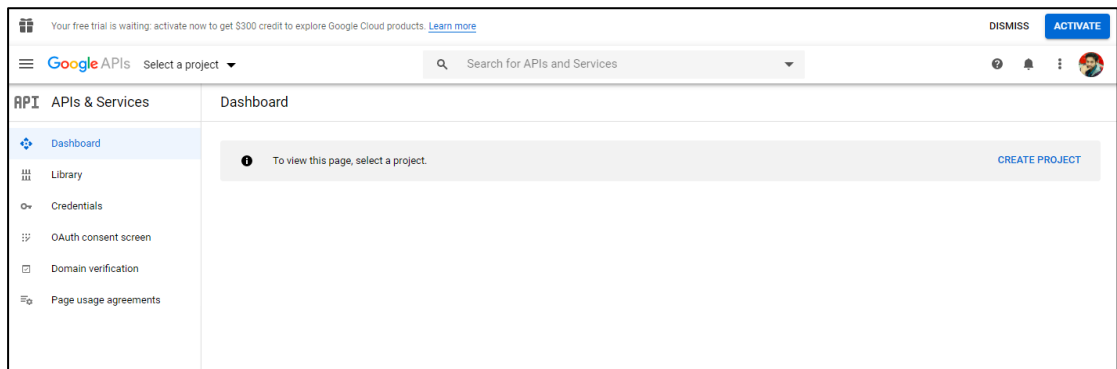 Your free trial is waiting: activate now to get $300 credit to explore Google Cloud products. Learn more
DISMISS
ACTIVATE
Google APIs
Select a project
Search for APIs and Services
API APIs & Services
Dashboard
Dashboard
Library
Credentials
OAuth consent screen
Domain verification
Page usage agreements
To view this page, select a project.
CREATE PROJECT